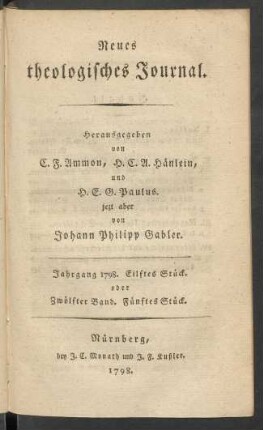 Neues
theologisches Journal.
Herausgegeben
von
C. F. Ammon, H. C. A. Hänlein,
und
H. E. G. Paulus.
jezt aber
von
Johann Philipp Gabler.
Jahrgang 1798. Eilftes Stück.
oder
Zwölfter Band. Fünftes Stück.
Nürnberg,
bey J. C. Monath und J. F. Kußler.
1798.